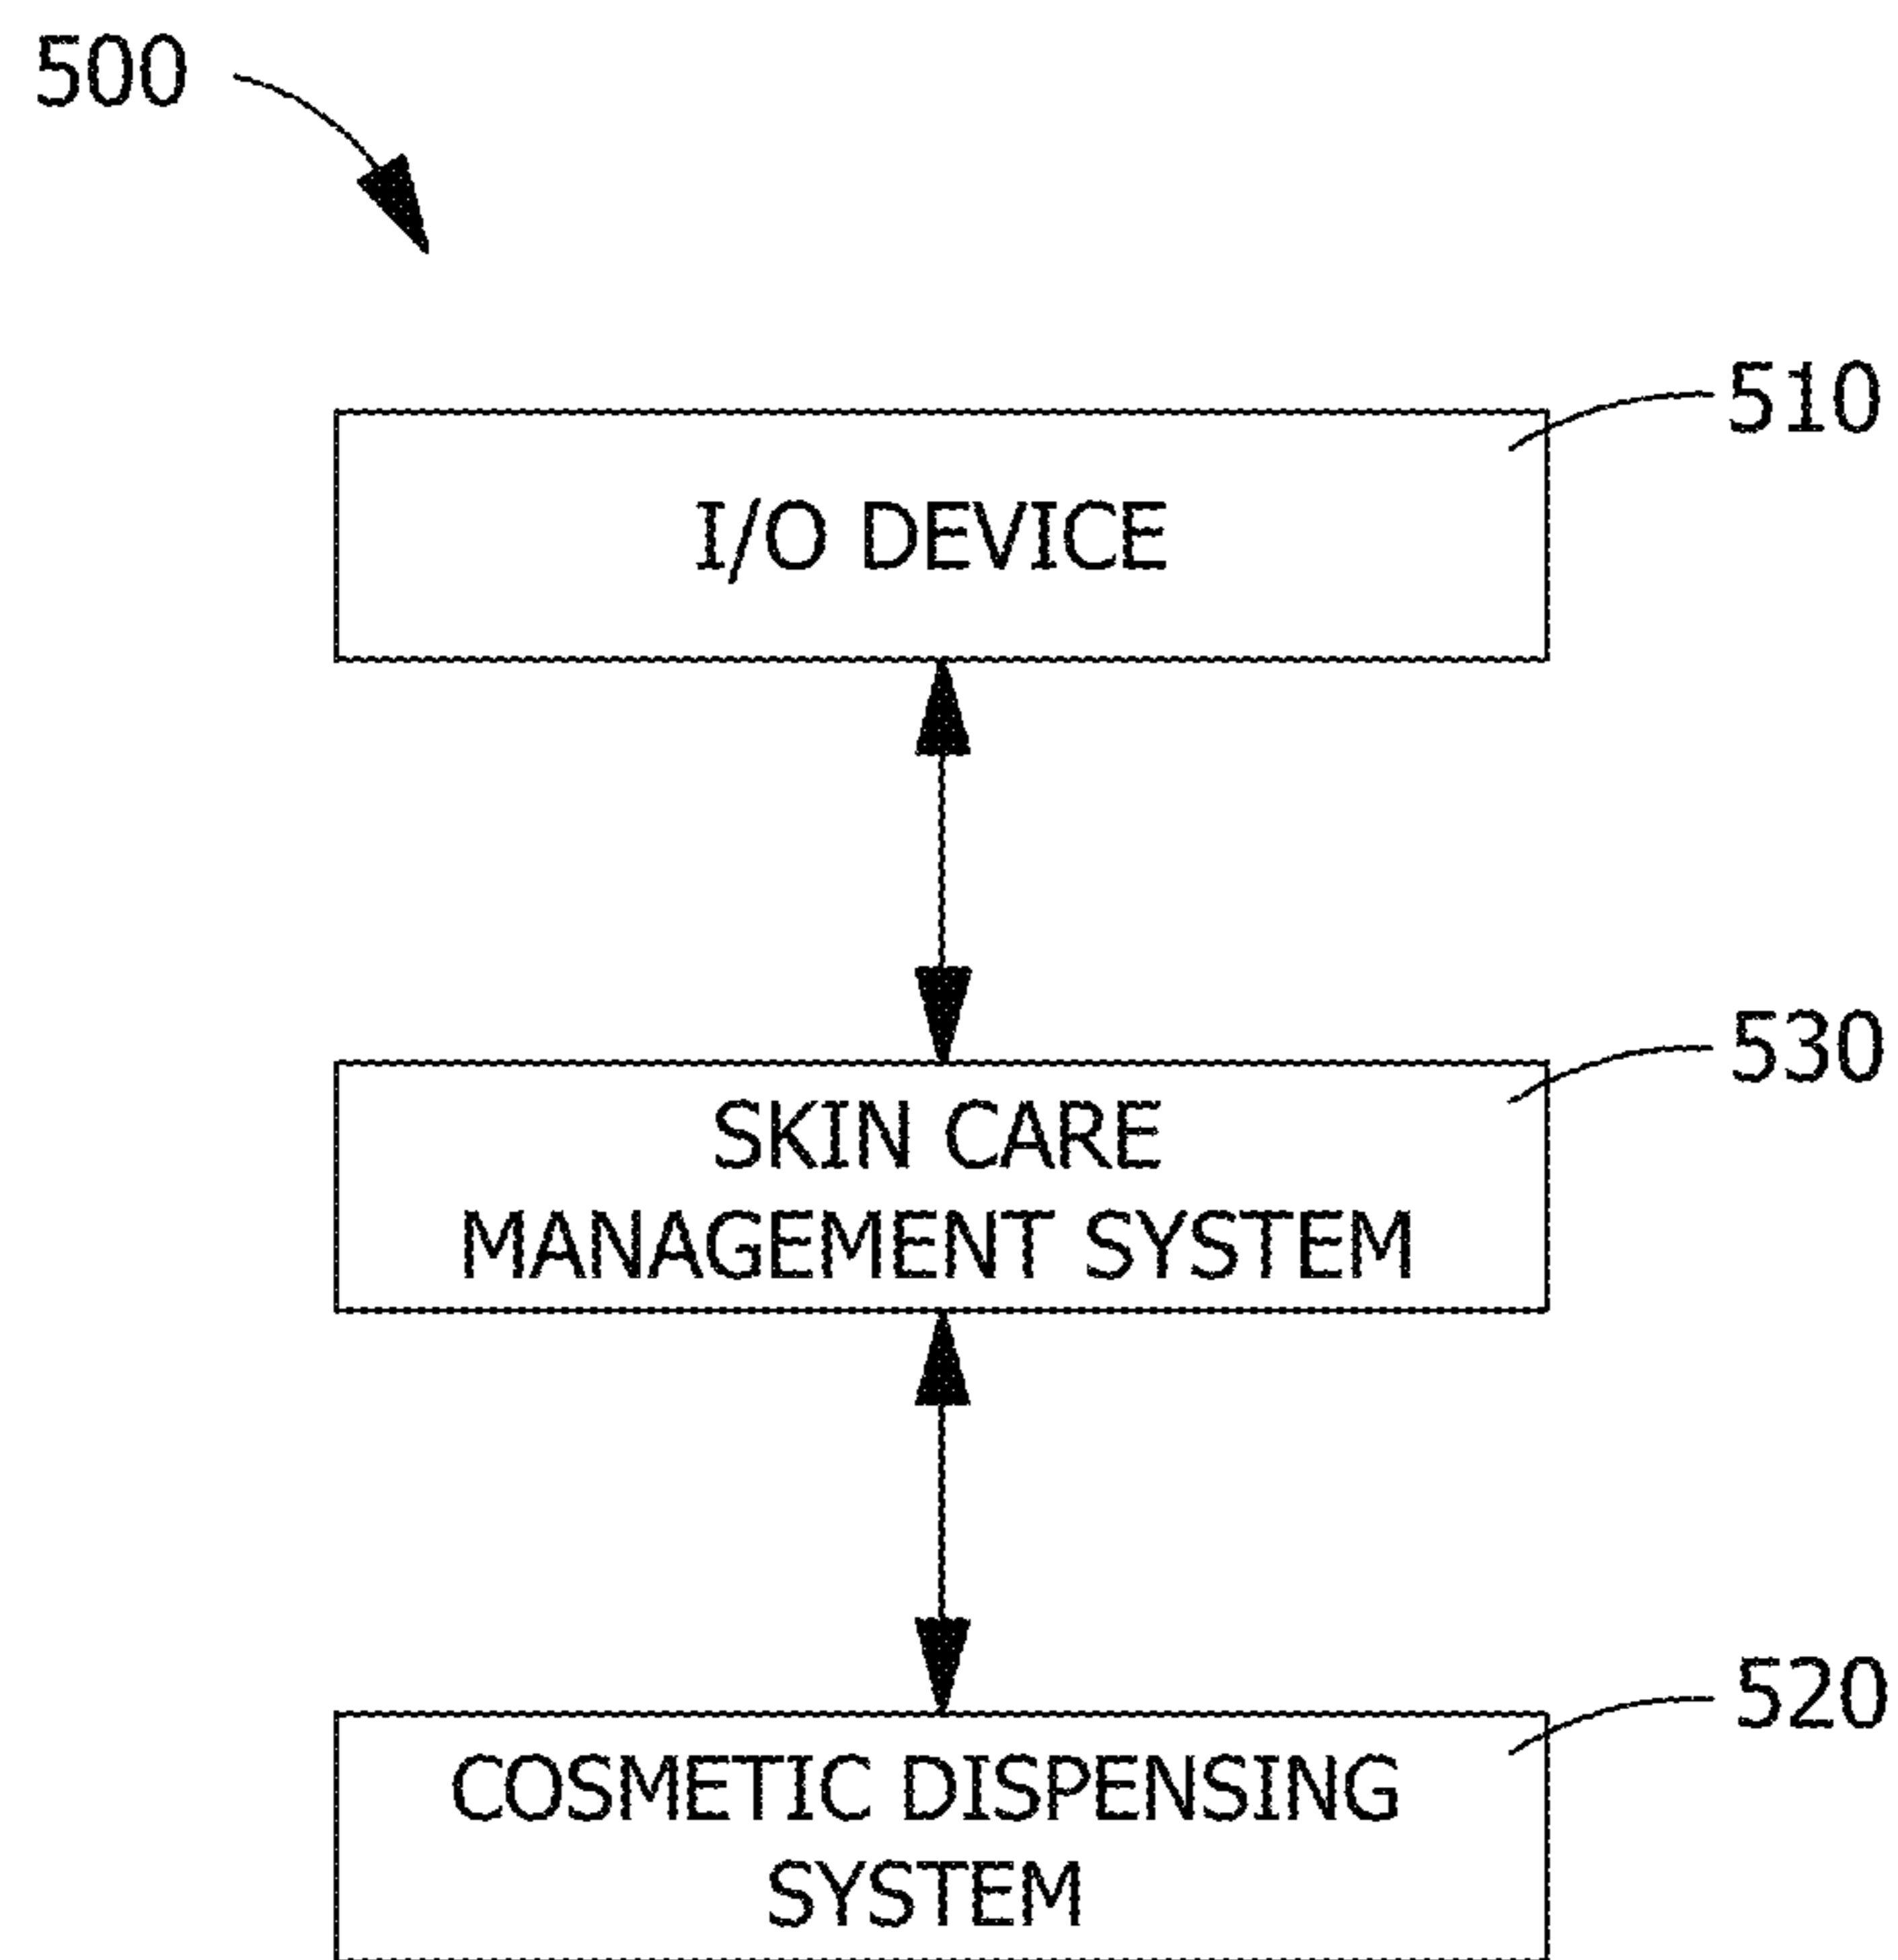 500
510
I/O DEVICE
530
SKIN CARE
MANAGEMENT SYSTEM
520
COSMETIC DISPENSING
SYSTEM